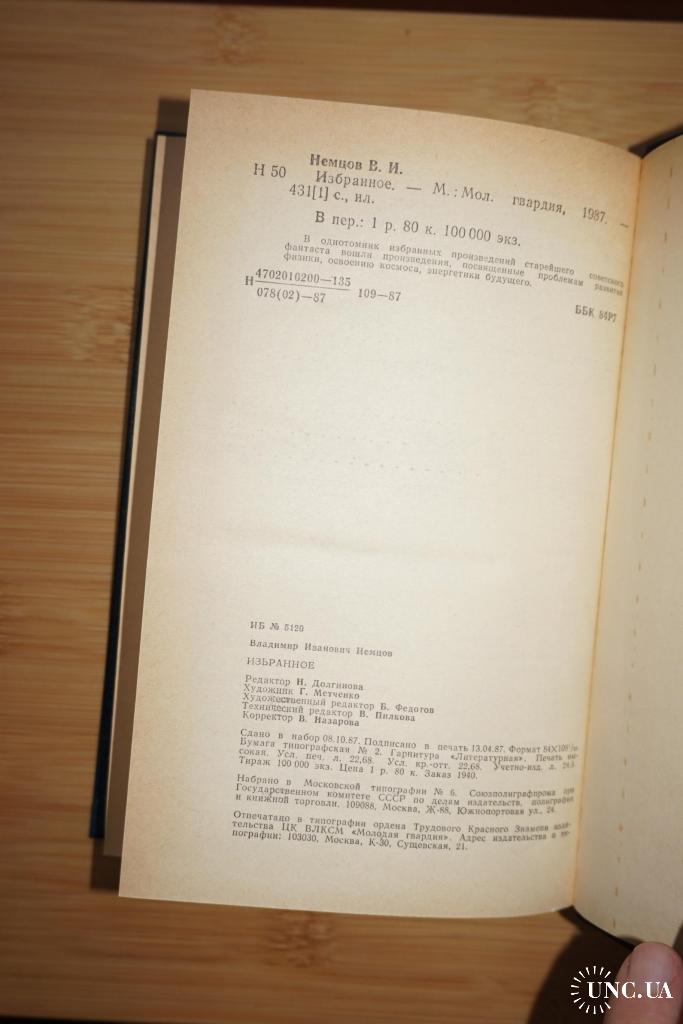 Немцов В. И.
Н 50 Избранное. — М.: Мол. гвардия, 1987. —
431[1] с., ил.
В пер.: 1 р. 80 к. 100 000 экз.
В однотомник избранных произведений старейшего советского
фантаста вошли произведения, посвященные проблемам развития
физики, освоению космоса, энергетики будущего.
Н 4702010200—135
078(02)—87 109—87
ББК 84Р7
ИБ № 5120
Владимир Иванович Немцов
ИЗБРАННОЕ
Редактор Н. Долгинова
Художник Г. Метченко
Художественный редактор Б. Федотов
Технический редактор В. Пилкова
Корректор В. Назарова
Сдано в набор 08.10.87. Подписано в печать 13.04.87. Формат 84×108¹/
Бумага типографская № 2. Гарнитура «Литературная». Печать вы-
сокая. Усл. печ. л. 22,68. Усл. кр.-отт. 22,68. Учетно-изд. л. 24,5.
Тираж 100 000 экз. Цена 1 р. 80 к. Заказ 1940.
Набрано в Московской типографии № 6. Союзполиграфпрома при
Государственном комитете СССР по делам издательств, полиграфии
и книжной торговли. 109088, Москва, Ж-88, Южнопортовая ул., 24.
Отпечатано в типографии ордена Трудового Красного Знамени изда-
тельства ЦК ВЛКСМ «Молодая гвардия». Адрес издательства и ти-
пографии: 103030, Москва, К-30, Сущевская, 21.
UNC.UA